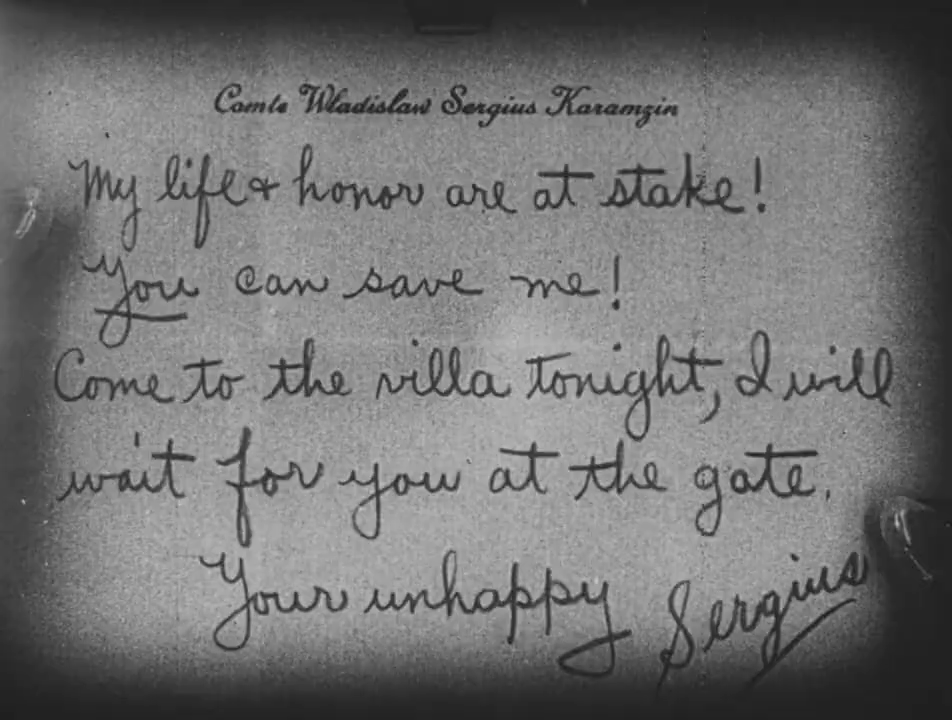 Comte Wladislaw Sergius Karamzin
My life & honor are at stake!
You can save me!
Come to the villa tonight, I will
wait for you at the gate.
Your unhappy Sergius